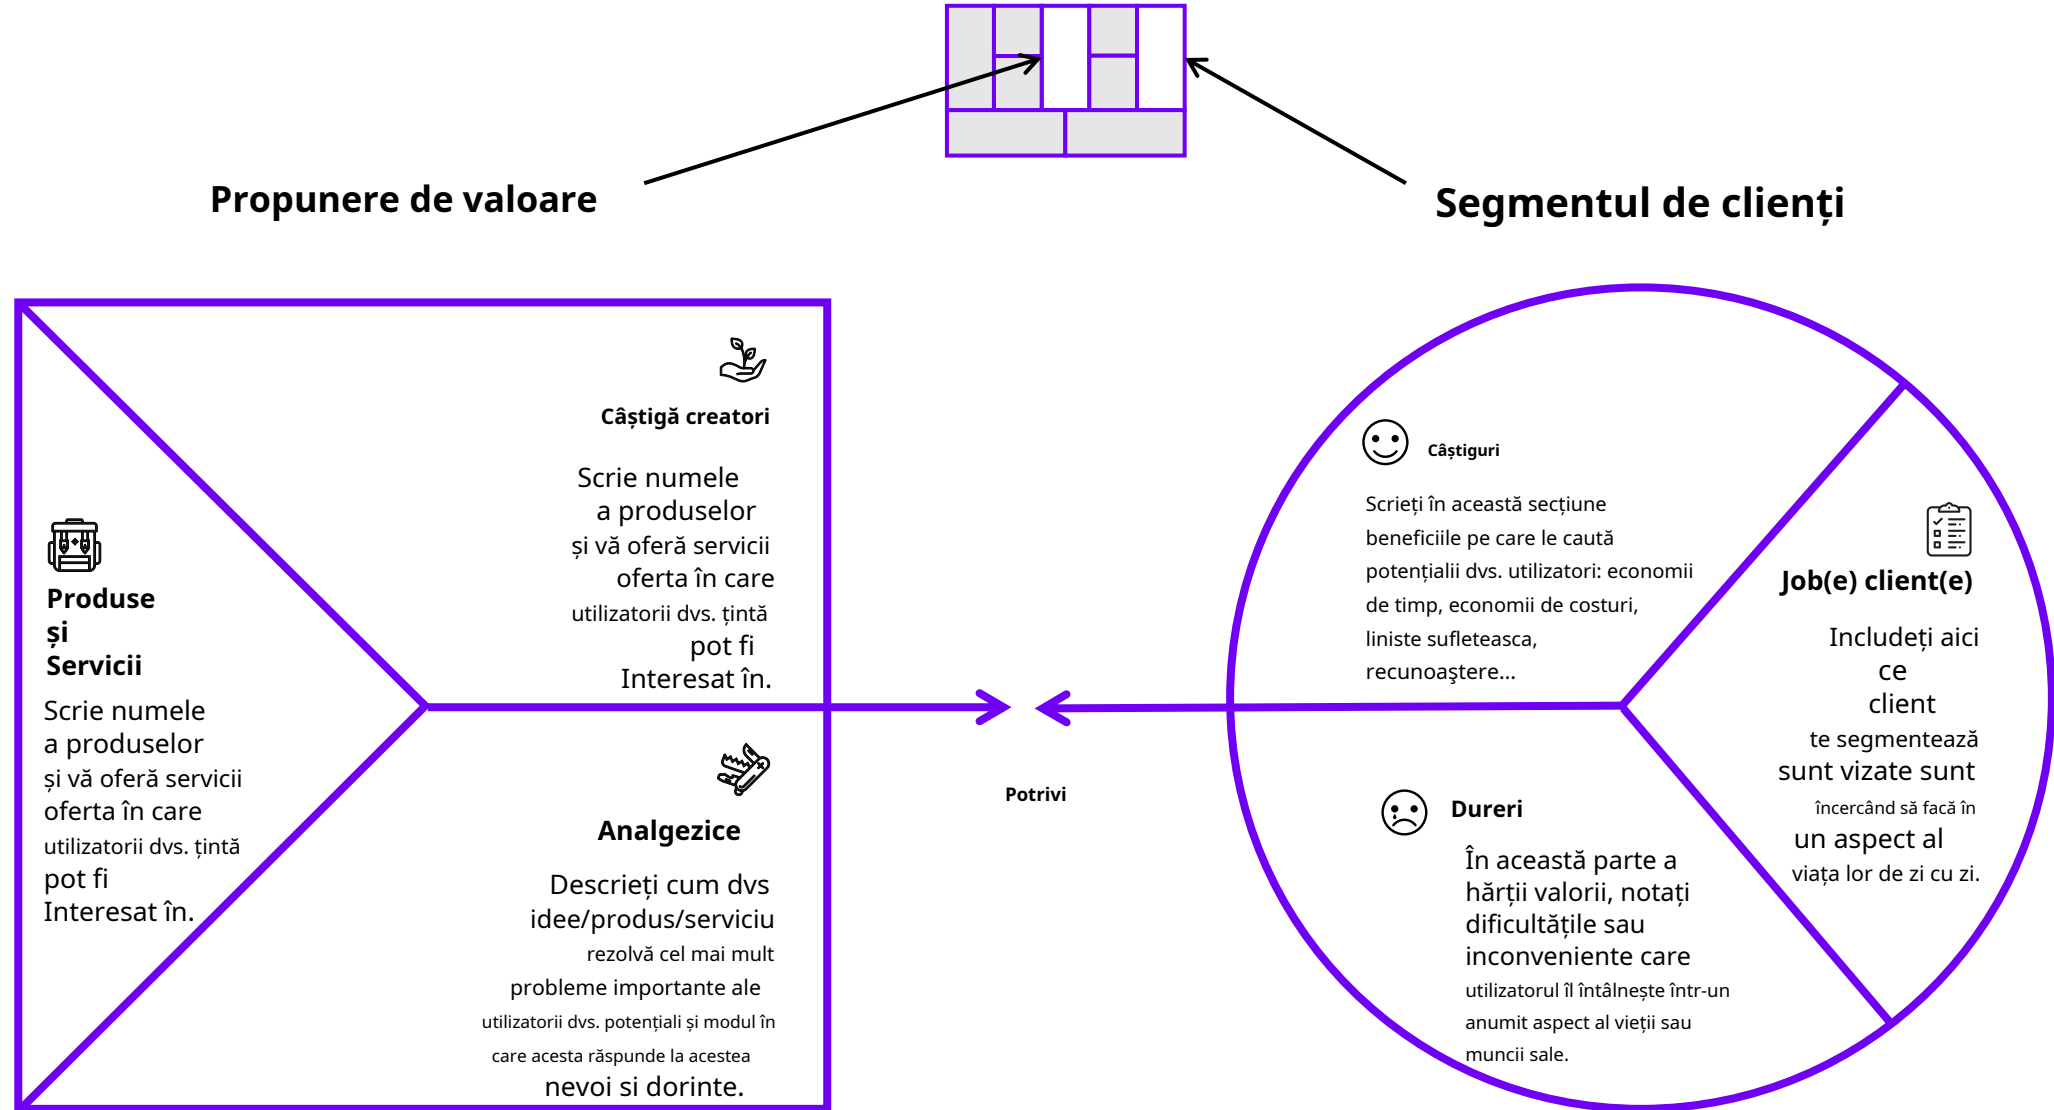 Propunere de valoare
Segmentul de clienți
Câștigă creatori
Scrie numele
a produselor
și vă oferă servicii
oferta în care
utilizatorii dvs. țintă
pot fi
Interesat în.
Produse
și
Servicii
Scrie numele
a produselor
și vă oferă servicii
oferta în care
utilizatorii dvs. țintă
pot fi
Interesat în.
Analgezice
Descrieți cum dvs
idee/produs/serviciu
rezolvă cel mai mult
probleme importante ale
utilizatorii dvs. potențiali și modul în
care acesta răspunde la acestea
nevoi si dorinte.
Potrivi
Câștiguri
Scrieți în această secțiune
beneficiile pe care le caută
potențialii dvs. utilizatori: economii
de timp, economii de costuri,
liniste sufleteasca,
recunoaştere...
Job(e) client(e)
Includeți aici
ce
client
te segmentează
sunt vizate sunt
încercând să facă în
un aspect al
viața lor de zi cu zi.
Dureri
În această parte a
hărții valorii, notați
dificultățile sau
inconveniente care
utilizatorul îl întâlnește într-un
anumit aspect al vieții sau
muncii sale.